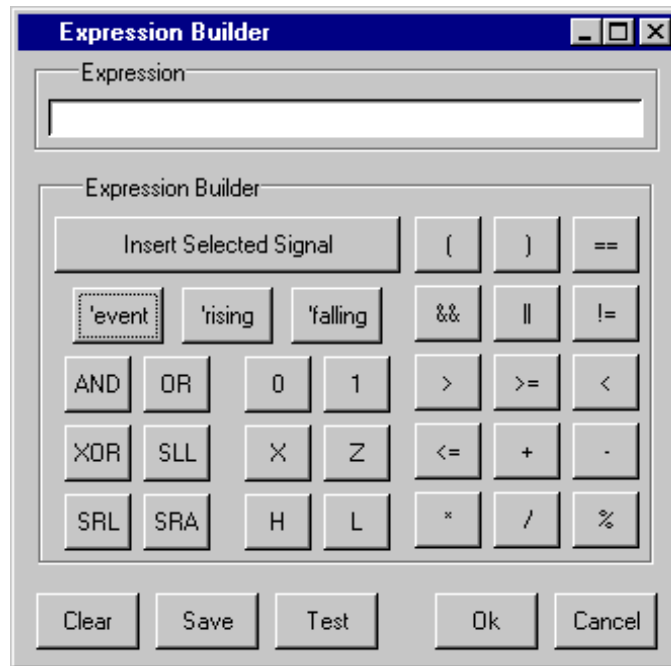 Expression Builder
Expression
Expression Builder
Insert Selected Signal ( ) ==
'event 'rising 'falling && || !=
AND OR 0 1 > >= <
XOR SLL X Z <= + -
SRL SRA H L * / %
Clear Save Test Ok Cancel